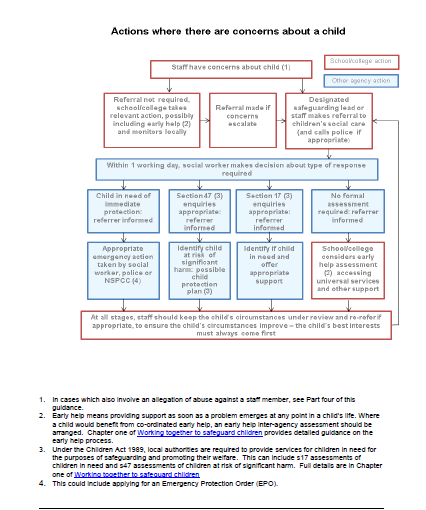 Actions where there are concerns about a child
School/college action
Other agency action
Staff have concerns about child (1)
Referral not required,
school/college takes
relevant action, possibly
including early help (2)
and monitors locally
Referral made if
concerns
escalate
Designated
safeguarding lead or
staff makes referral to
children's social care
(and calls police if
appropriate)
Within 1 working day, social worker makes decision about type of response
required
Child in need of
immediate
protection:
referrer informed
Section 47 (3)
enquiries
appropriate:
referrer
informed
Section 17 (3)
enquiries
appropriate:
referrer
informed
No formal
assessment
required: referrer
informed
Appropriate
emergency action
taken by social
worker, police or
NSPCC (4)
Identify child
at risk of
significant
harm: possible
child
protection
plan (3)
Identify if child
in need and
offer
appropriate
support
School/college
considers early
help assessment
(2) accessing
universal services
and other support
At all stages, staff should keep the child's circumstances under review and re-refer if
appropriate, to ensure the child's circumstances improve – the child's best interests
must always come first
1. In cases which also involve an allegation of abuse against a staff member, see Part four of this
guidance.
2. Early help means providing support as soon as a problem emerges at any point in a child's life. Where
a child would benefit from co-ordinated early help, an early help inter-agency assessment should be
arranged. Chapter one of Working together to safeguard children provides detailed guidance on the
early help process.
3. Under the Children Act 1989, local authorities are required to provide services for children in need for
the purposes of safeguarding and promoting their welfare. This can include s17 assessments of
children in need and s47 assessments of children at risk of significant harm. Full details are in Chapter
one of Working together to safeguard children
4. This could include applying for an Emergency Protection Order (EPO).